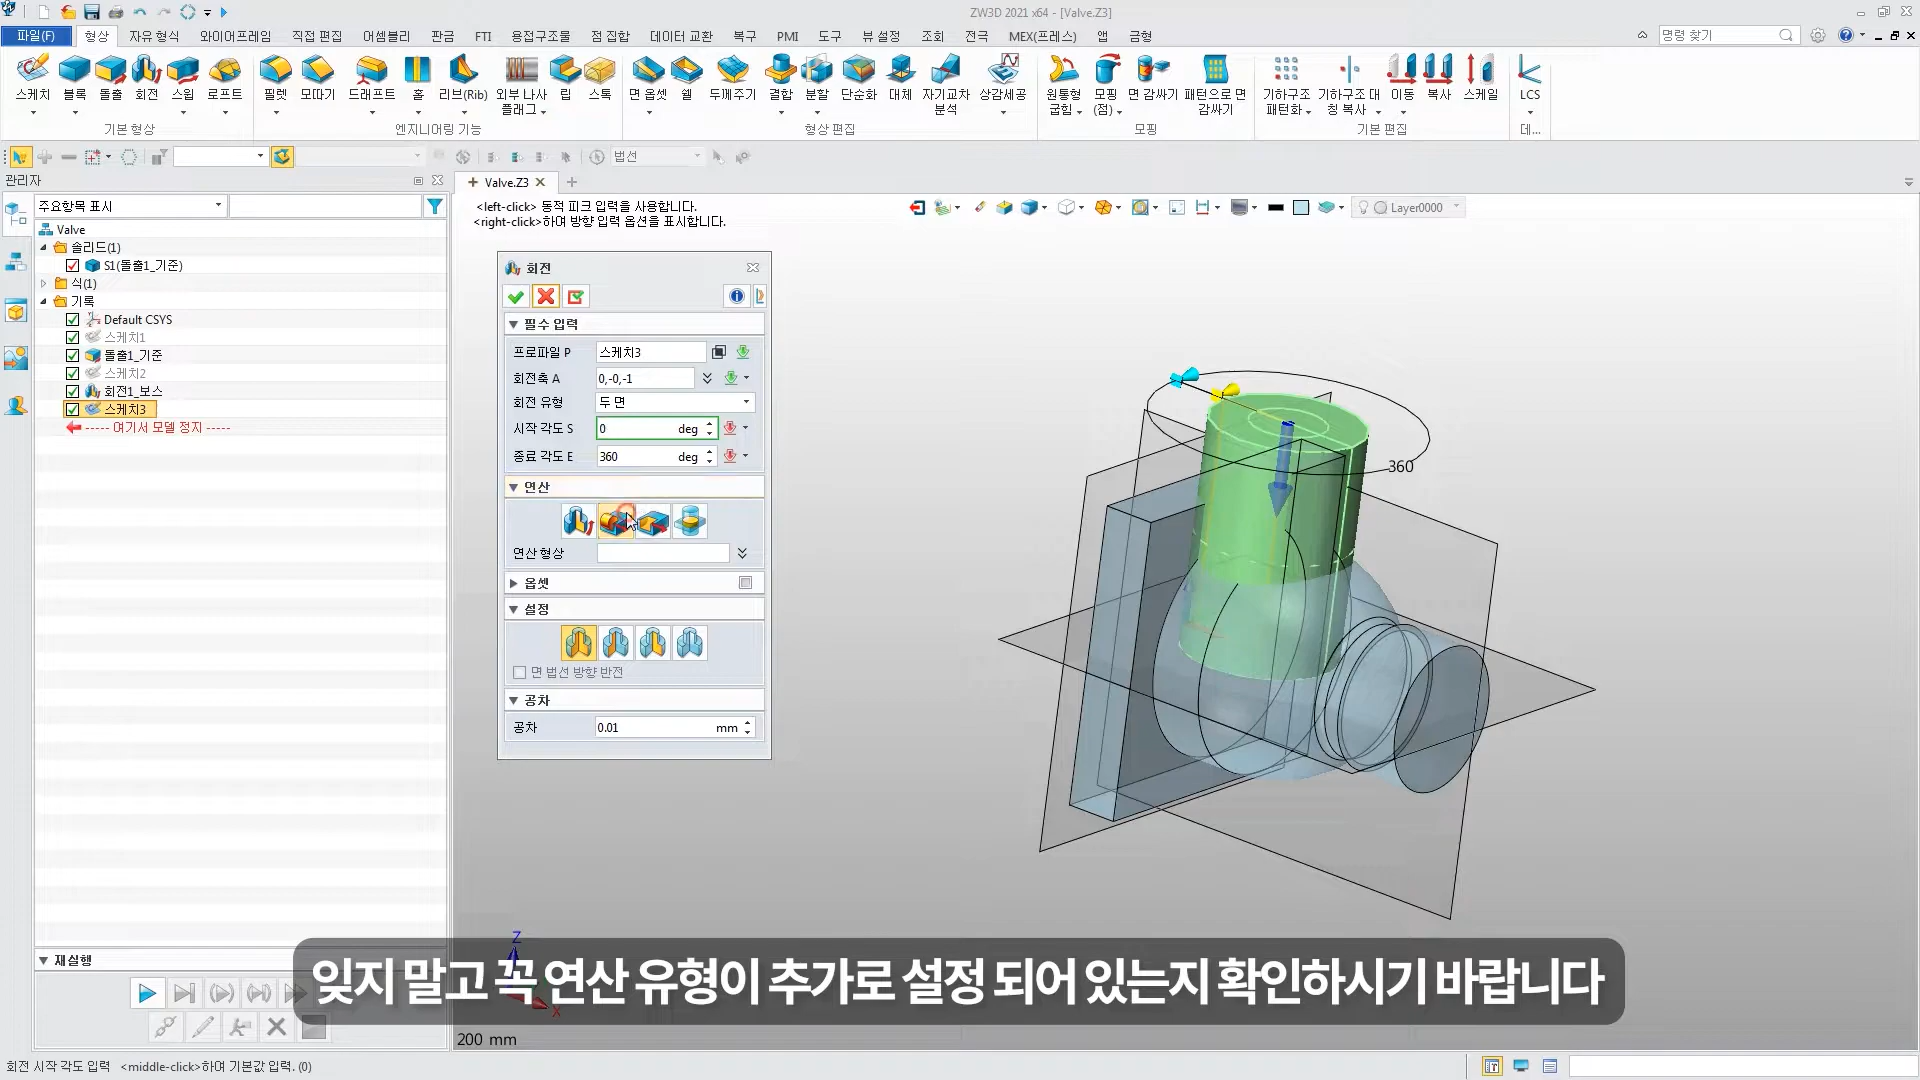 ZW3D 2021 x64 - [Valve.Z3]
파일(F) 형상 자유 형식 와이어프레임 직접 편집 어셈블리 판금 FTI 용접구조물 점 집합 데이터 교환 복구 PMI 도구 뷰 설정 조회 전극 MEX(프레스) 앱 금형 명령 찾기
스케치 블록 돌출 회전 스윕 로프트 필렛 모따기 드래프트 홀 리브(Rib) 외부 나사 플래그 립 스톡 면 옵셋 쉘 두께주기 결합 분할 단순화 대체 자기교차 분석 상감세공 원통형 굽힘 모핑 (점) 면 감싸기 패턴으로 면 감싸기 기하구조 패턴화 기하구조 대칭 복사 이동 복사 스케일 LCS
기본 형상 엔지니어링 기능 형상 편집 모핑 기본 편집 데...
법선
관리자
Valve.Z3
주요항목 표시
<left-click> 동적 피크 입력을 사용합니다.
<right-click>하며 방향 입력 옵션을 표시합니다.
Layer0000
Valve
솔리드(1)
S1(돌출1_기준)
식(1)
기록
Default CSYS
스케치1
돌출1_기준
스케치2
회전1_보스
스케치3
----- 여기서 모델 정지 -----
회전
필수 입력
프로파일 P 스케치3
회전축 A 0,-0,-1
회전 유형 두 면
시작 각도 S 0 deg
종료 각도 E 360 deg
연산
연산 형상
옵셋
설정
면 법선 방향 반전
공차
공차 0.01 mm
360
재실행
Z
X
잊지 말고 꼭 연산 유형이 추가로 설정 되어 있는지 확인하시기 바랍니다
200 mm
회전 시작 각도 입력 <middle-click>하여 기본값 입력. (0)